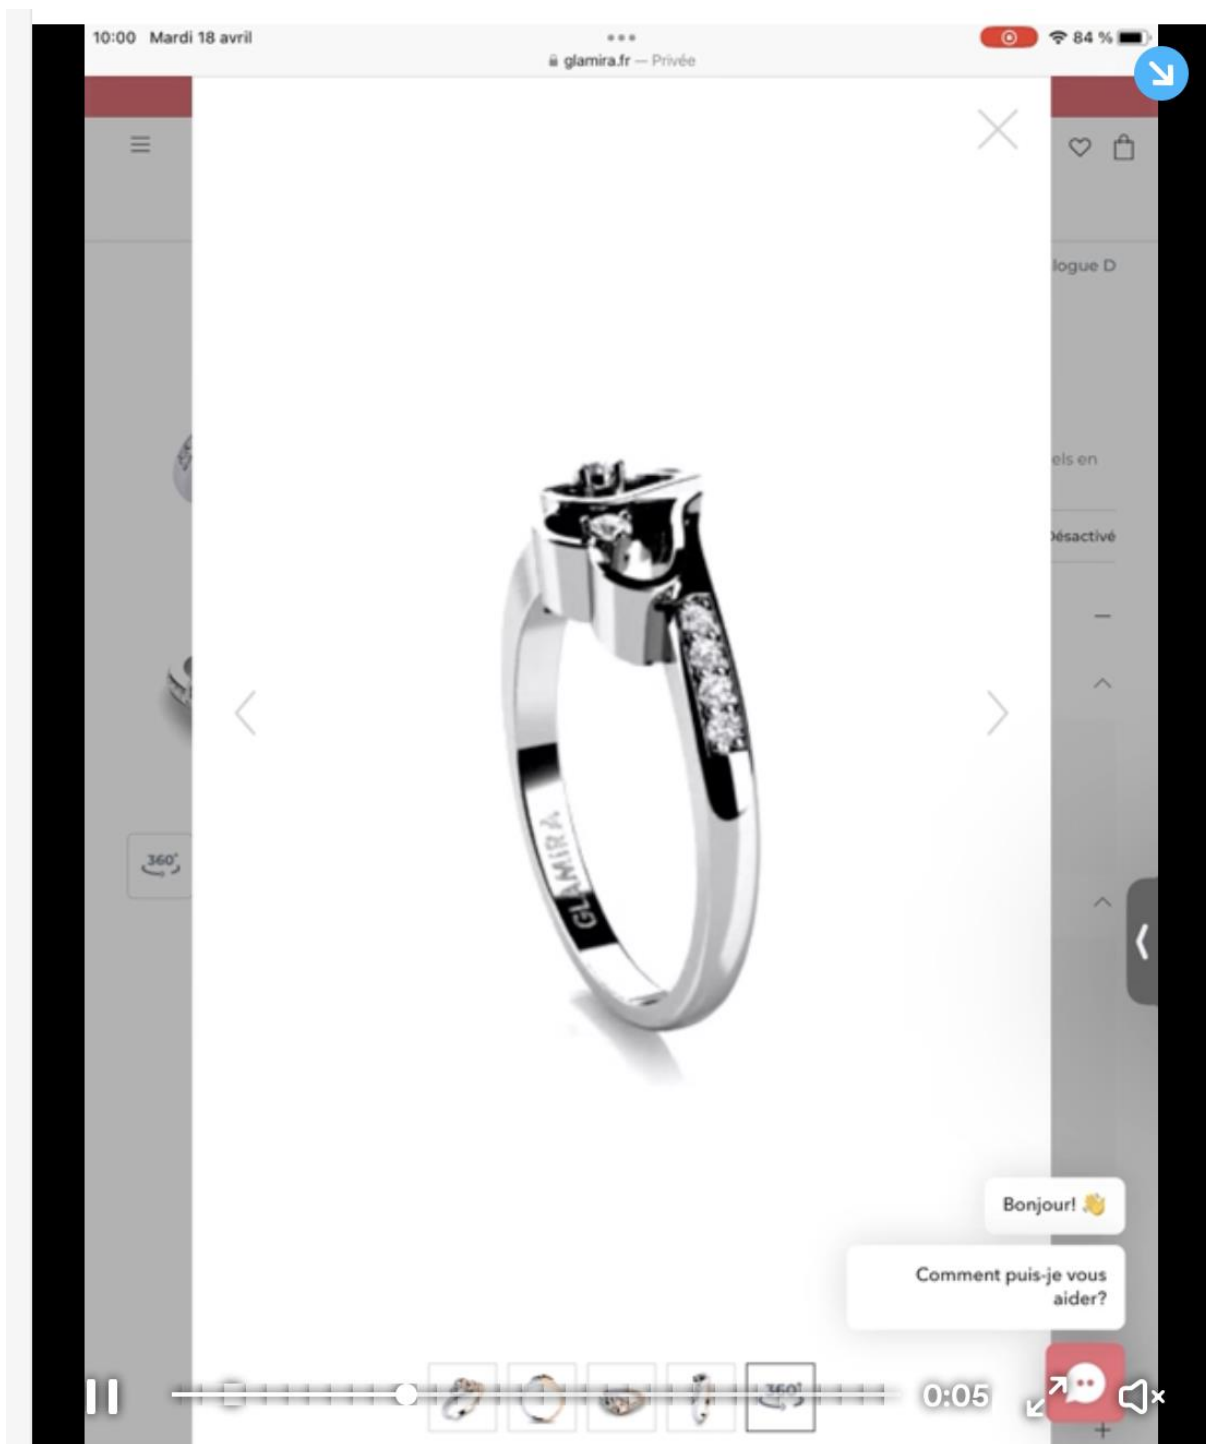 10:00 Mardi 18 avril
84 %
glamira.fr — Privée
logue D
els en
Désactivé
GLAMIRA
360°
Bonjour! 👋
Comment puis-je vous
aider?
360°
0:05